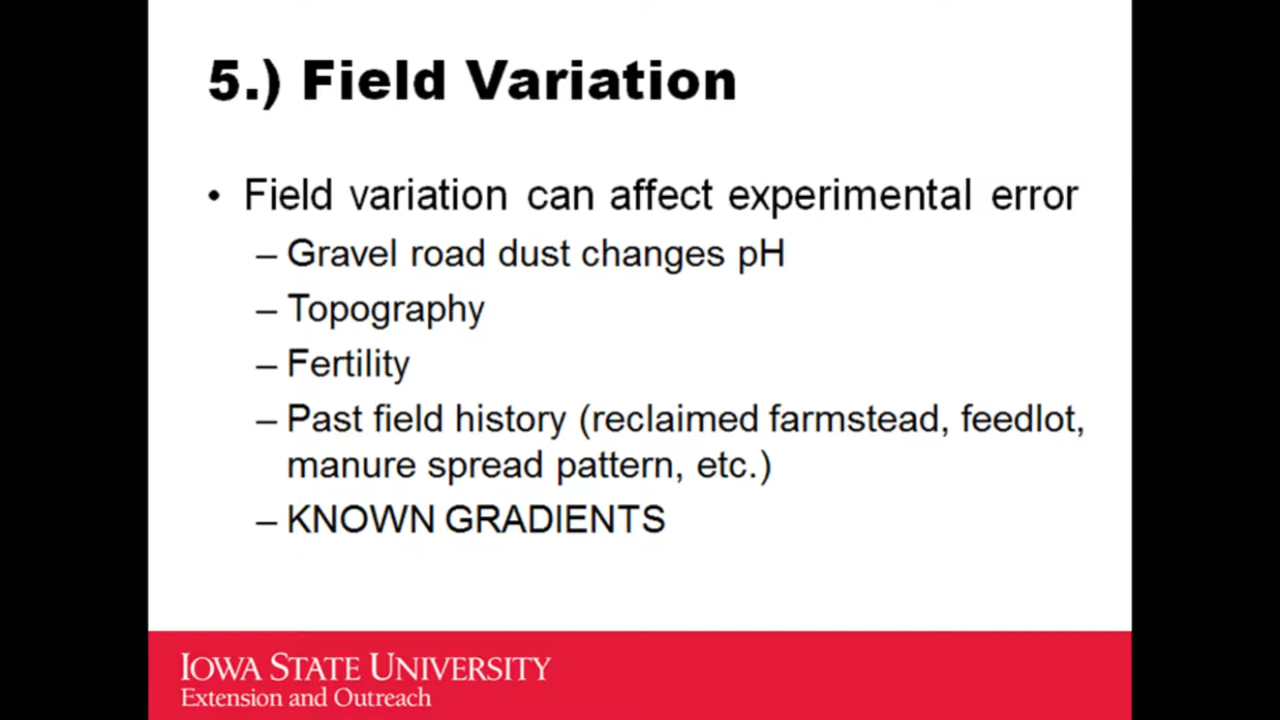 5.) Field Variation
• Field variation can affect experimental error
– Gravel road dust changes pH
– Topography
– Fertility
– Past field history (reclaimed farmstead, feedlot,
manure spread pattern, etc.)
– KNOWN GRADIENTS
IOWA STATE UNIVERSITY
Extension and Outreach